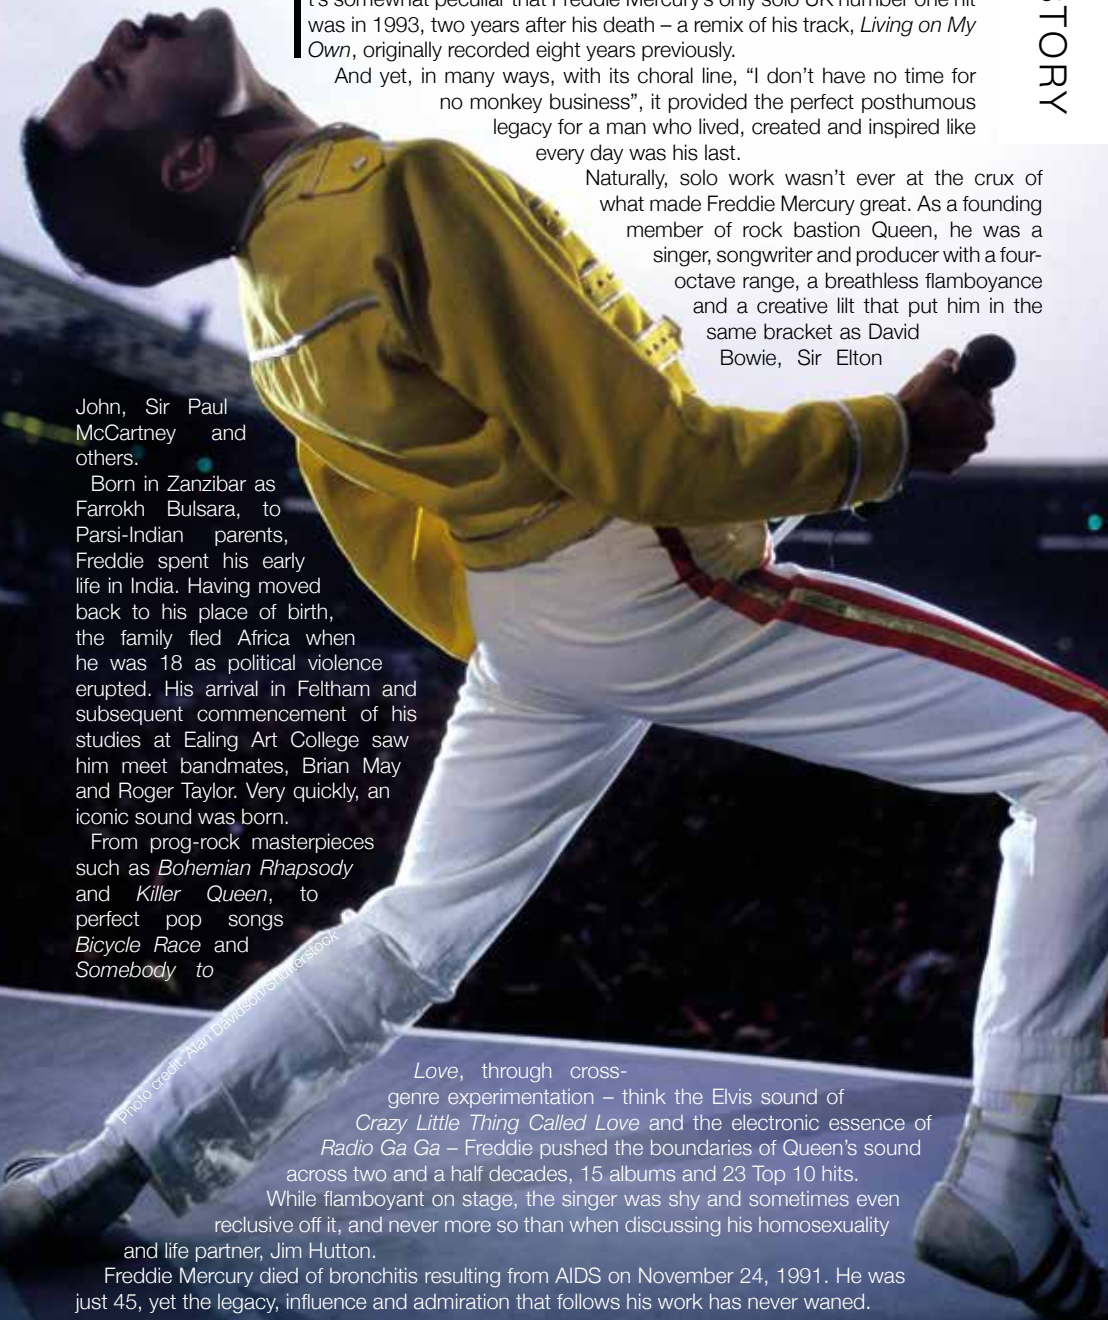 t's somewhat peculiar that Freddie Mercury's only solo UK number one hit
was in 1993, two years after his death – a remix of his track, Living on My
Own, originally recorded eight years previously.
And yet, in many ways, with its choral line, “I don't have no time for
no monkey business”, it provided the perfect posthumous
legacy for a man who lived, created and inspired like
every day was his last.
Naturally, solo work wasn't ever at the crux of
what made Freddie Mercury great. As a founding
member of rock bastion Queen, he was a
singer, songwriter and producer with a four-
octave range, a breathless flamboyance
and a creative lilt that put him in the
same bracket as David
Bowie, Sir Elton
John, Sir Paul
McCartney and
others.
Born in Zanzibar as
Farrokh Bulsara, to
Parsi-Indian parents,
Freddie spent his early
life in India. Having moved
back to his place of birth,
the family fled Africa when
he was 18 as political violence
erupted. His arrival in Feltham and
subsequent commencement of his
studies at Ealing Art College saw
him meet bandmates, Brian May
and Roger Taylor. Very quickly, an
iconic sound was born.
From prog-rock masterpieces
such as Bohemian Rhapsody
and Killer Queen, to
perfect pop songs
Bicycle Race and
Somebody to
Love, through cross-
genre experimentation – think the Elvis sound of
Crazy Little Thing Called Love and the electronic essence of
Radio Ga Ga – Freddie pushed the boundaries of Queen's sound
across two and a half decades, 15 albums and 23 Top 10 hits.
While flamboyant on stage, the singer was shy and sometimes even
reclusive off it, and never more so than when discussing his homosexuality
and life partner, Jim Hutton.
Freddie Mercury died of bronchitis resulting from AIDS on November 24, 1991. He was
just 45, yet the legacy, influence and admiration that follows his work has never waned.
Photo credit: Alan Davidson/Shutterstock
STORY